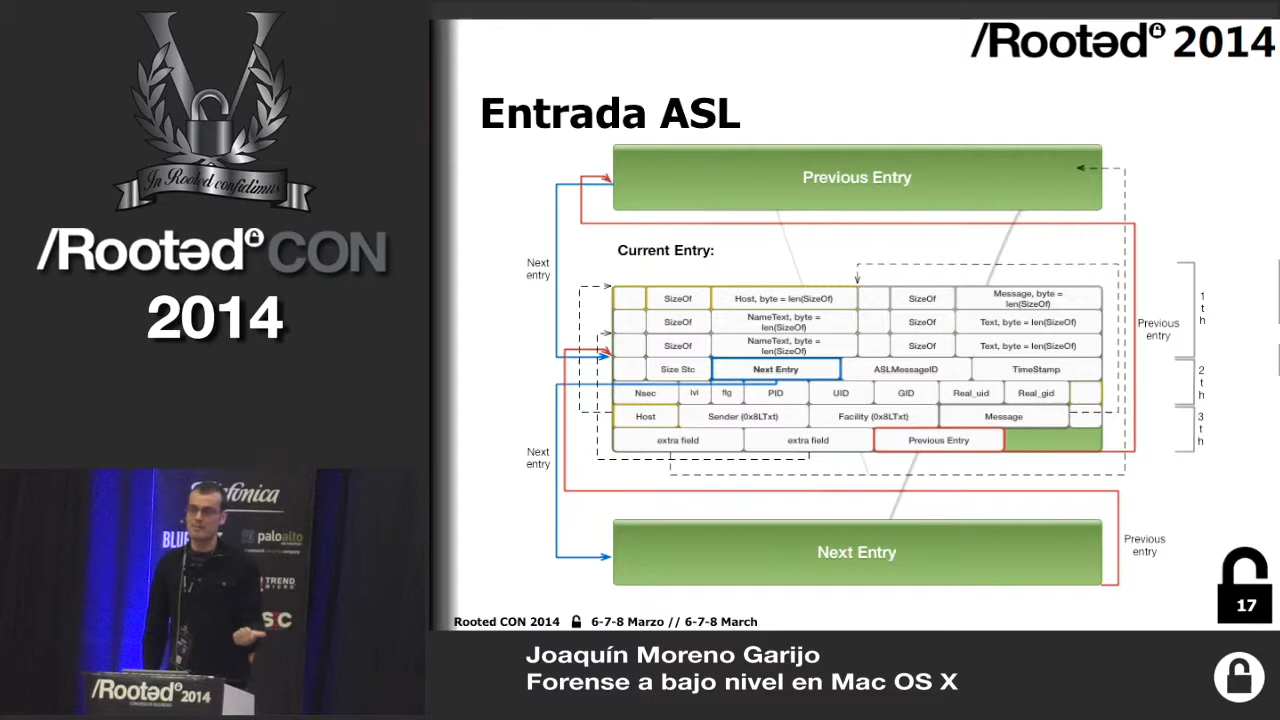 In Rooted confidimus
/Rootəd CON
2014
/Rootəd 2014
Entrada ASL
Previous Entry
Current Entry:
Next
entry
SizeOf
Host, byte = len(SizeOf)
SizeOf
Message, byte =
len(SizeOf)
SizeOf
NameText, byte =
len(SizeOf)
SizeOf
Text, byte = len(SizeOf)
SizeOf
NameText, byte =
len(SizeOf)
SizeOf
Text, byte = len(SizeOf)
Size Stc
Next Entry
ASLMessageID
TimeStamp
Nsec
lvl
flg
PID
UID
GID
Real_uid
Real_gid
Host
Sender (0x8LTxt)
Facility (0x8LTxt)
Message
extra field
extra field
Previous Entry
1
t
h
2
t
h
3
t
h
Previous
entry
Next
entry
Next Entry
Previous
entry
17
Rooted CON 2014
6-7-8 Marzo // 6-7-8 March
paloalto
TREND
MICRO
/Rootəd 2014
Joaquín Moreno Garijo
Forense a bajo nivel en Mac OS X